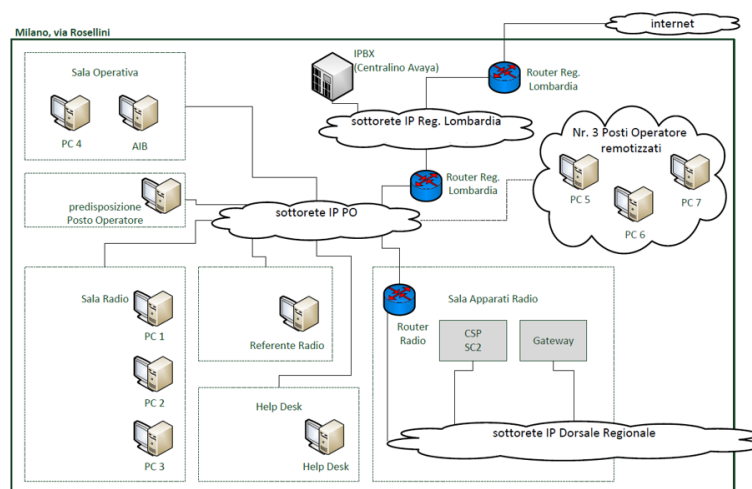 internet
Milano, via Rosellini
Sala Operativa
PC 4
AIB
IPBX
(Centralino Avaya)
Router Reg.
Lombardia
sottorete IP Reg. Lombardia
Nr. 3 Posti Operatore
remotizzati
PC 5
PC 6
PC 7
Router Reg.
Lombardia
predisposizione
Posto Operatore
sottorete IP PO
Sala Radio
PC 1
PC 2
PC 3
Referente Radio
Help Desk
Help Desk
Sala Apparati Radio
Router
Radio
CSP
SC2
Gateway
sottorete IP Dorsale Regionale